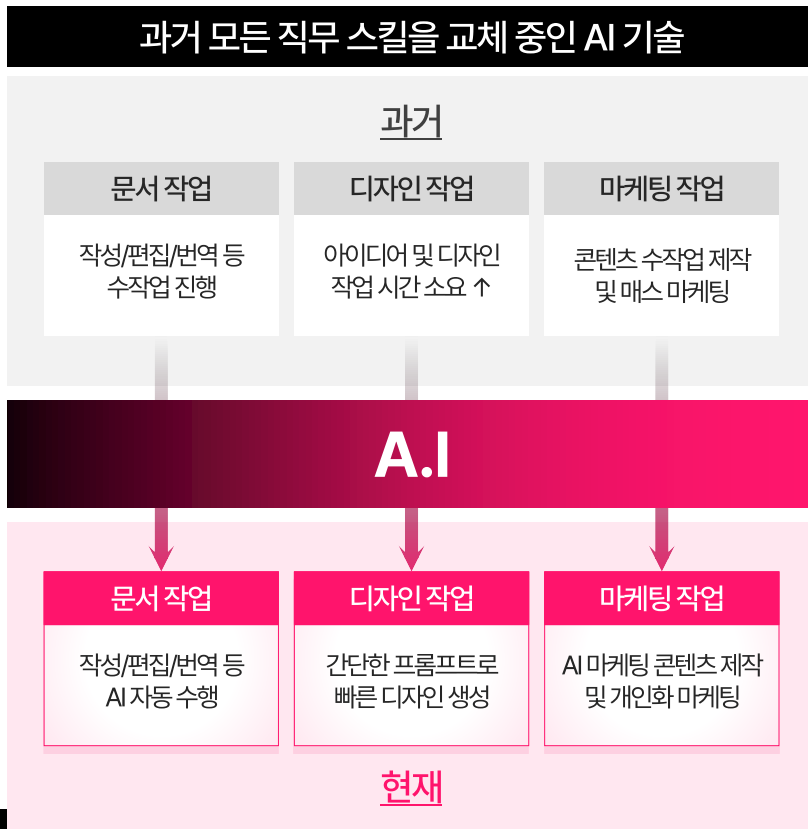 과거 모든 직무 스킬을 교체 중인 AI 기술
과거
문서 작업
작성/편집/번역 등
수작업 진행
디자인 작업
아이디어 및 디자인
작업 시간 소요 ↑
마케팅 작업
콘텐츠 수작업 제작
및 매스 마케팅
A.I
문서 작업
작성/편집/번역 등
AI 자동 수행
디자인 작업
간단한 프롬프트로
빠른 디자인 생성
마케팅 작업
AI 마케팅 콘텐츠 제작
및 개인화 마케팅
현재